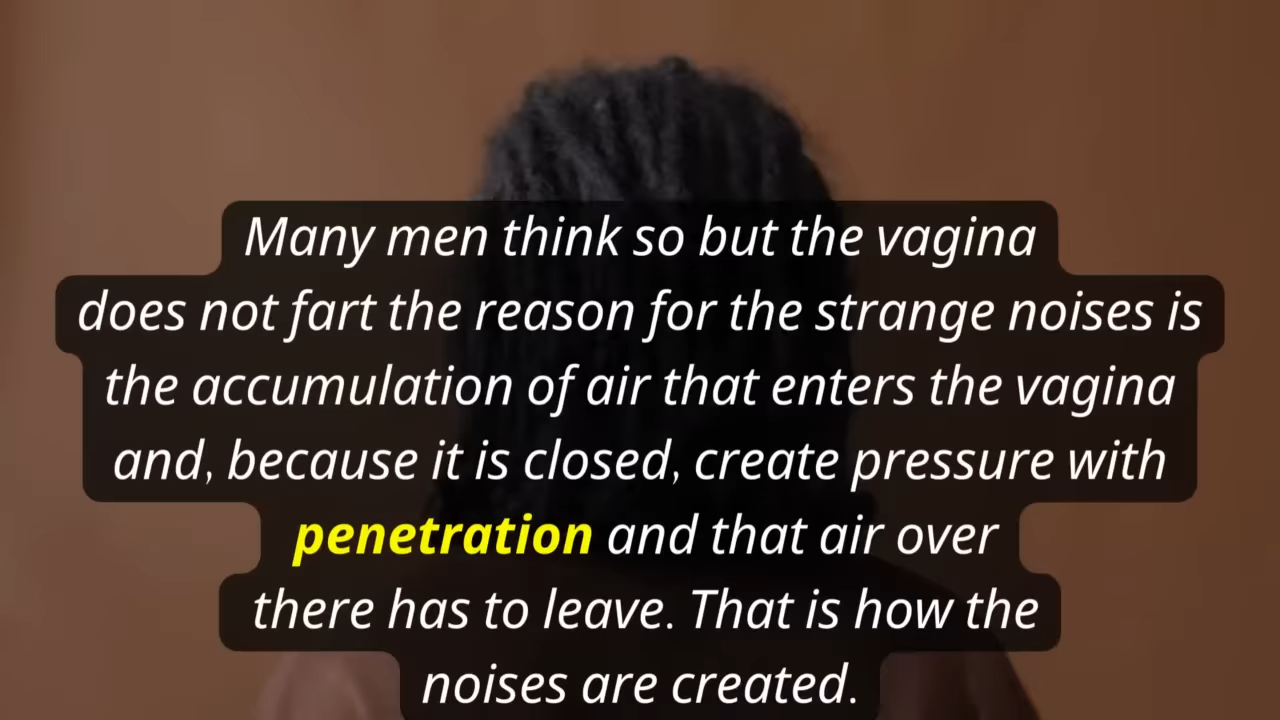 Many men think so but the vagina
does not fart the reason for the strange noises is
the accumulation of air that enters the vagina
and, because it is closed, create pressure with
penetration and that air over
there has to leave. That is how the
noises are created.